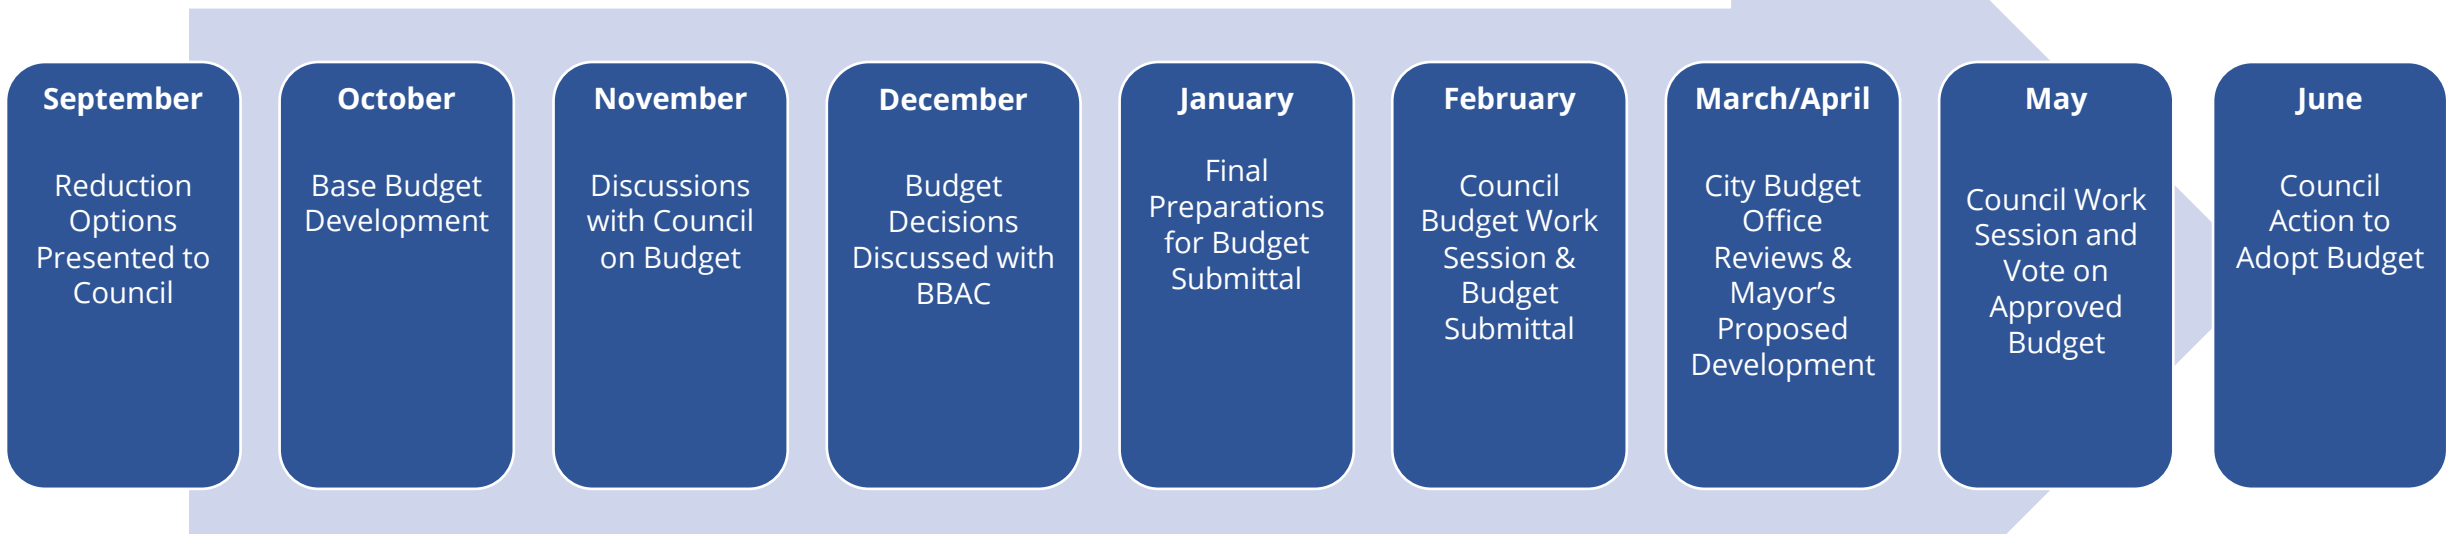 September
Reduction
Options
Presented to
Council
October
Base Budget
Development
November
Discussions
with Council
on Budget
December
Budget
Decisions
Discussed with
BBAC
January
Final
Preparations
for Budget
Submittal
February
Council
Budget Work
Session &
Budget
Submittal
March/April
City Budget
Office
Reviews &
Mayor’s
Proposed
Development
May
Council Work
Session and
Vote on
Approved
Budget
June
Council
Action to
Adopt Budget